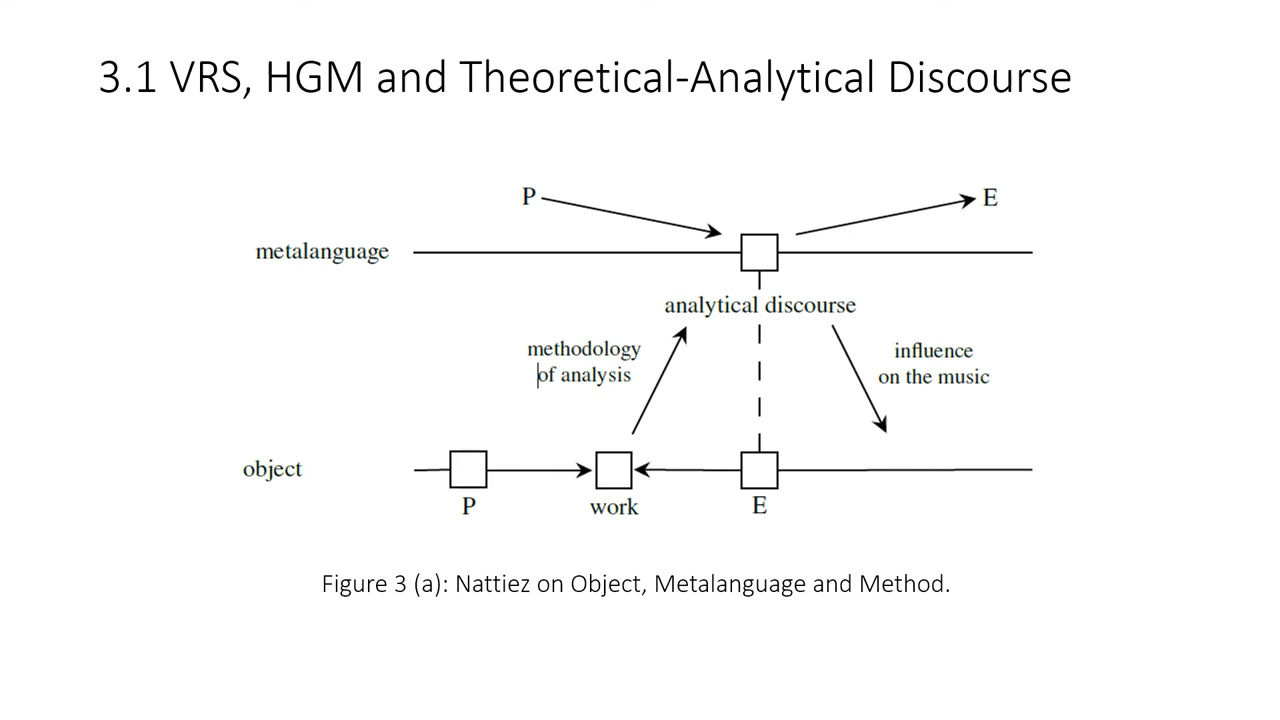 3.1 VRS, HGM and Theoretical-Analytical Discourse
P
E
metalanguage
analytical discourse
methodology
of analysis
influence
on the music
object
P
work
E
Figure 3 (a): Nattiez on Object, Metalanguage and Method.